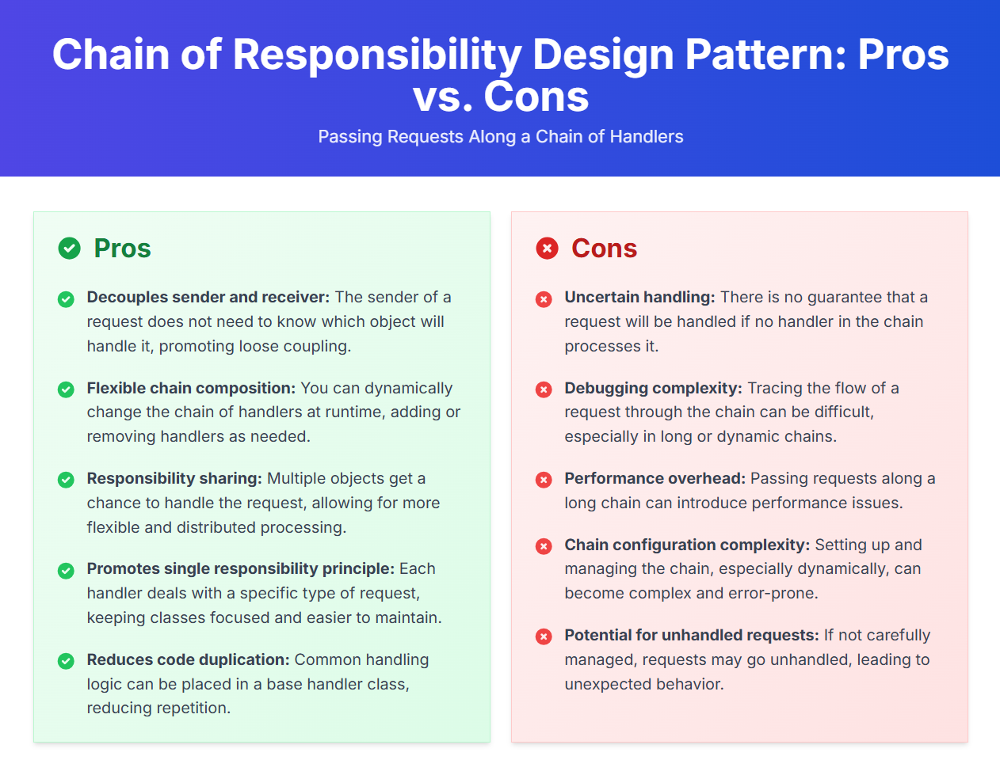 Chain of Responsibility Design Pattern: Pros
vs. Cons
Passing Requests Along a Chain of Handlers
Pros
Decouples sender and receiver: The sender of a
request does not need to know which object will
handle it, promoting loose coupling.
Flexible chain composition: You can dynamically
change the chain of handlers at runtime, adding or
removing handlers as needed.
Responsibility sharing: Multiple objects get a
chance to handle the request, allowing for more
flexible and distributed processing.
Promotes single responsibility principle: Each
handler deals with a specific type of request,
keeping classes focused and easier to maintain.
Reduces code duplication: Common handling
logic can be placed in a base handler class,
reducing repetition.
Cons
Uncertain handling: There is no guarantee that a
request will be handled if no handler in the chain
processes it.
Debugging complexity: Tracing the flow of a
request through the chain can be difficult,
especially in long or dynamic chains.
Performance overhead: Passing requests along a
long chain can introduce performance issues.
Chain configuration complexity: Setting up and
managing the chain, especially dynamically, can
become complex and error-prone.
Potential for unhandled requests: If not carefully
managed, requests may go unhandled, leading to
unexpected behavior.